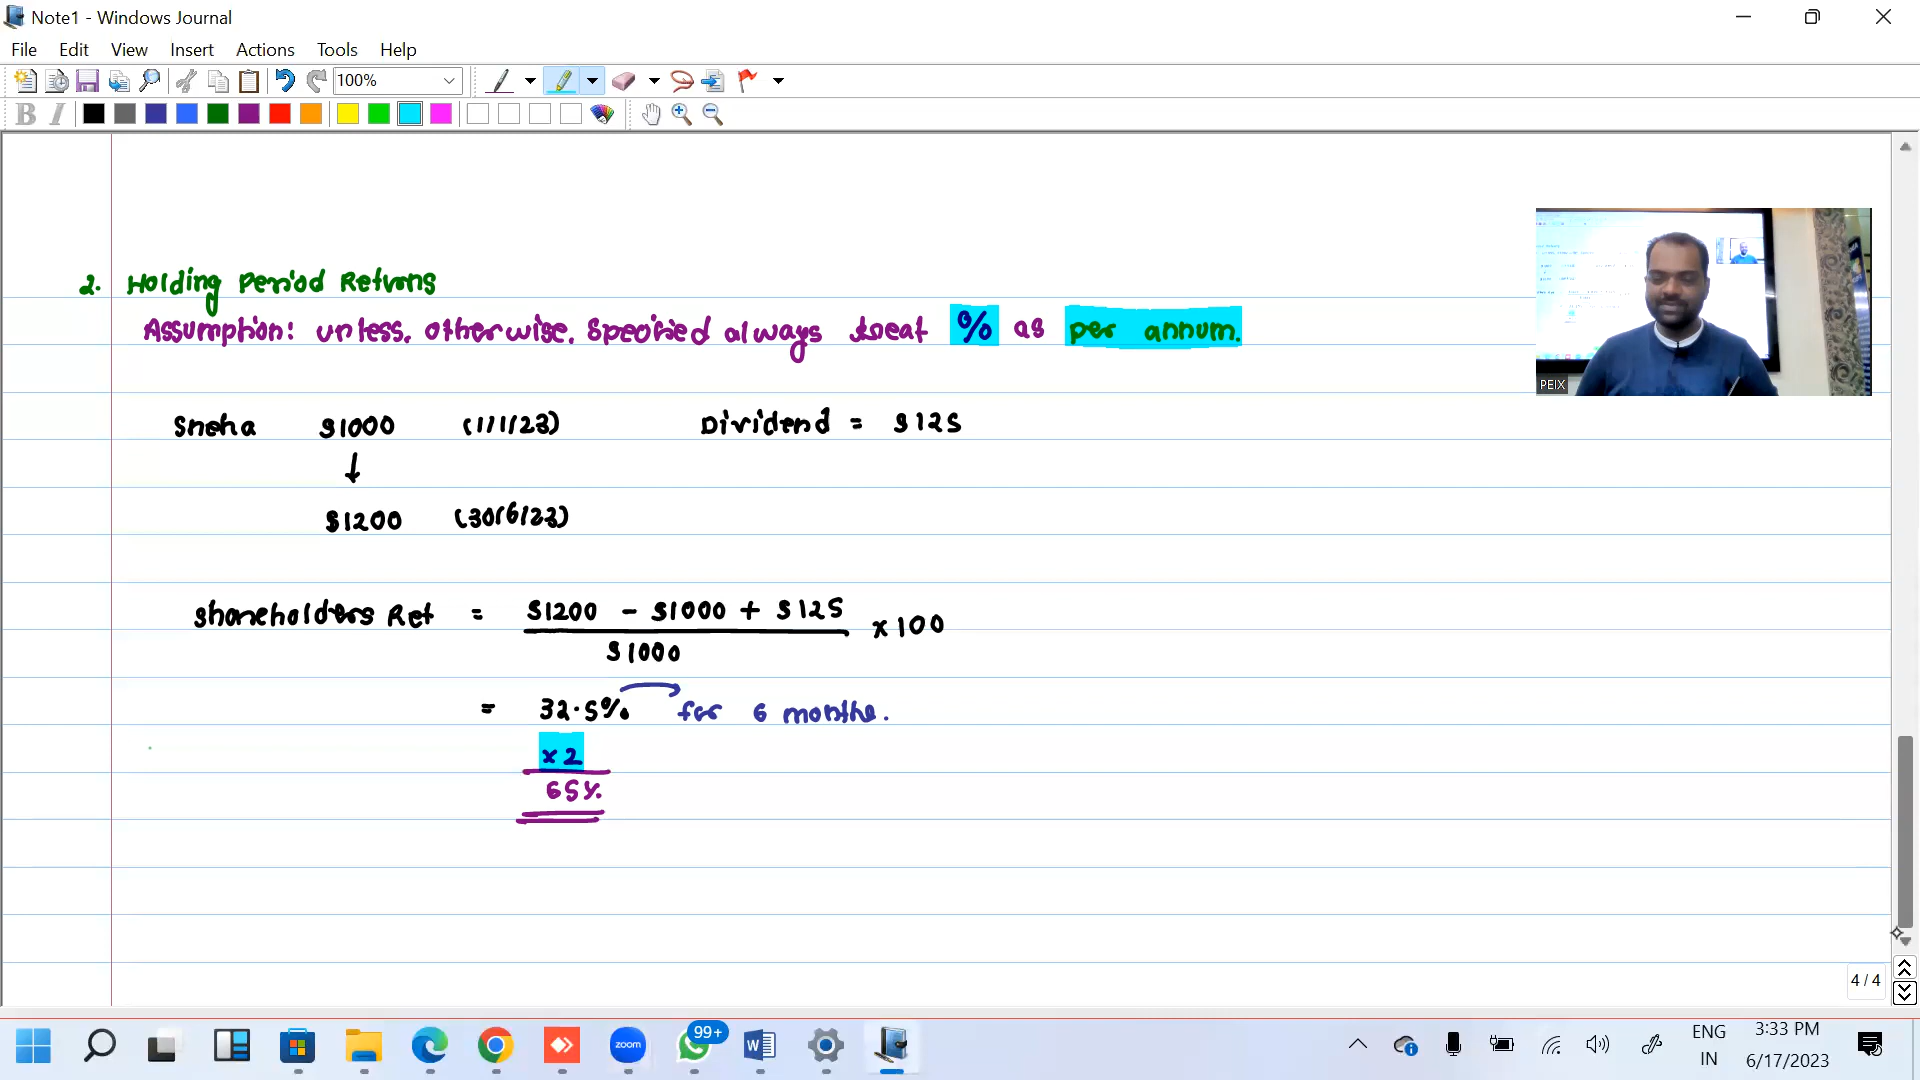 Note1 - Windows Journal
File Edit View Insert Actions Tools Help
100%
B I
2. Holding Period Returns
Assumption: unless, otherwise, specified always treat % as per annum.
Sneha $1000 (1/1/23) Dividend = $125
↓
$1200 (30/6/23)
Shareholders Ret = $1200 - $1000 + $125 x 100
$1000
= 32.5% for 6 months.
x 2
65%
PEIX
4 / 4
99+
zoom
ENG
IN
3:33 PM
6/17/2023